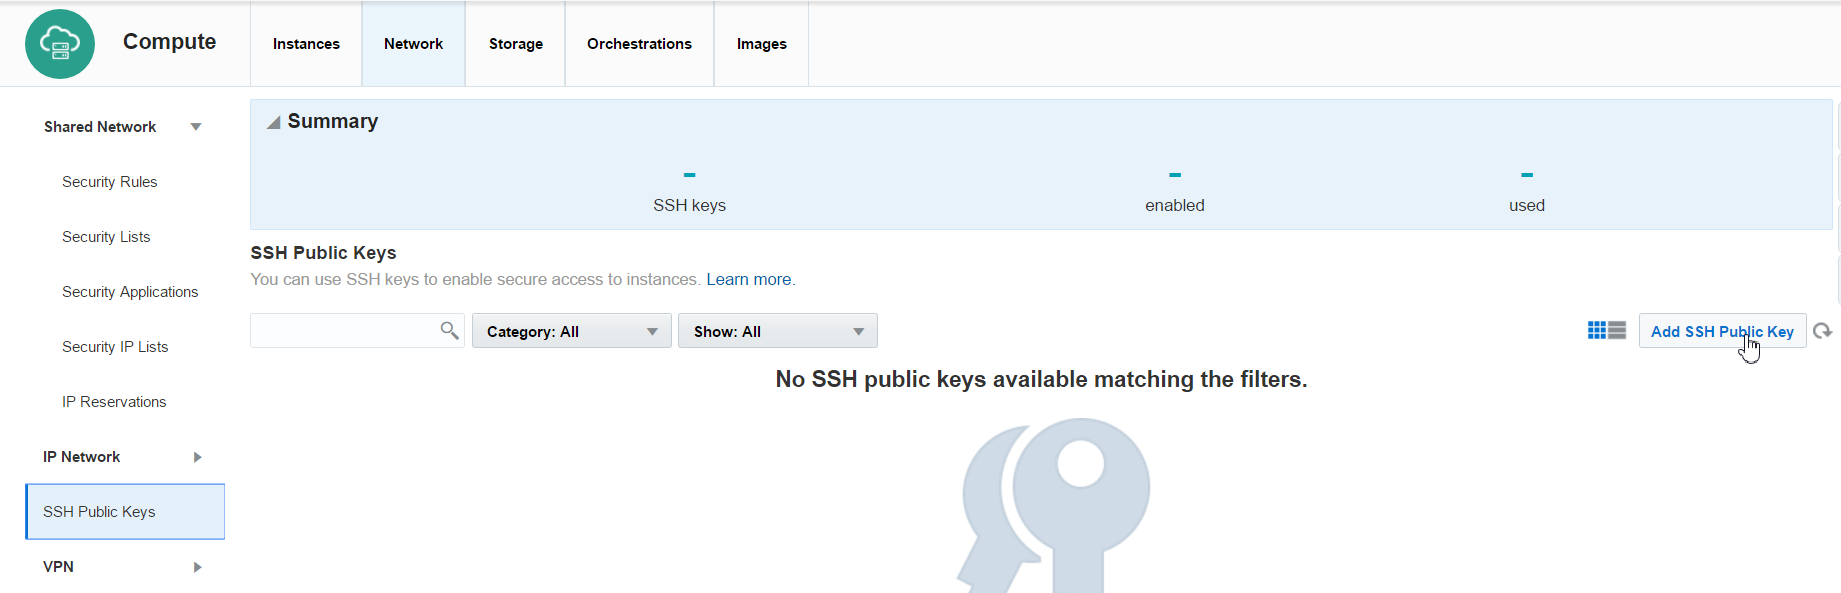 Compute
Instances
Network
Storage
Orchestrations
Images
Shared Network
Security Rules
Security Lists
Security Applications
Security IP Lists
IP Reservations
IP Network
SSH Public Keys
VPN
Summary
- - -
SSH keys enabled used
SSH Public Keys
You can use SSH keys to enable secure access to instances. Learn more.
Category: All
Show: All
Add SSH Public Key
No SSH public keys available matching the filters.